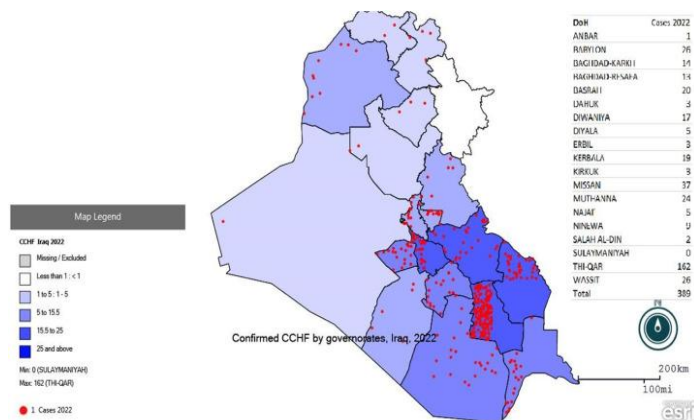 DoH Cases 2022
ANBAR 1
BABYLON 26
BAGHDAD-KARKH 14
BAGHDAD-RESAFA 13
BASRAH 20
DAHUK 3
DIWANIYA 17
DIYALA 5
ERBIL 3
KERBALA 19
KIRKUK 3
MISSAN 37
MUTHANNA 24
NAJAF
NINEWA 9
SALAH AL-DIN 2
SULAYMANIYAH 0
THI-QAR 162
WASSIT 26
Total 389
Map Legend
CCHF Iraq 2022
Missing / Excluded
Less than 1 : < 1
1 to 5 : 1 - 5
5 to 15.5
15.5 to 25
25 and above
Min: 0 (SULAYMANIYAH)
Max: 162 (THI-QAR)
1 Cases 2022
Confirmed CCHF by governorates, Iraq, 2022
200km
100mi
esri